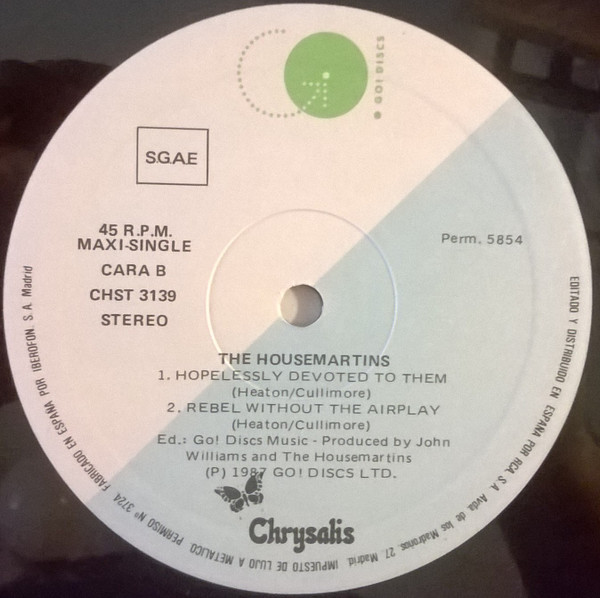 GO! DISCS
S.G.A.E
45 R.P.M.
MAXI-SINGLE
CARA B
CHST 3139
STEREO
Perm. 5854
THE HOUSEMARTINS
1. HOPELESSLY DEVOTED TO THEM
(Heaton/Cullimore)
2. REBEL WITHOUT THE AIRPLAY
(Heaton/Cullimore)
Ed.: Go! Discs Music - Produced by John
Williams and The Housemartins
(P) 1987 GO! DISCS LTD.
Chrysalis
EDITADO Y DISTRIBUIDO EN ESPAÑA POR RCA, S. A. Avda de los Madroños, 27. Madrid. IMPUESTO DE LUJO A METALICO PERMISO Nº 3724 FABRICADO EN ESPAÑA POR IBEROFON, S. A. Madrid